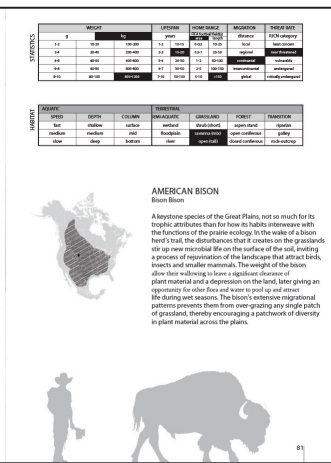 STATISTICS
WEIGHT LIFESPAN HOME RANGE MIGRATION THREAT RATE
g kg years area length distance IUCN category
1-2 10-20 100-200 1-2 10-15 0-0.5 10-25 local least concern
2-4 20-40 200-400 2-3 15-20 0.5-1 20-50 regional near threatened
4-6 40-60 400-600 3-4 20-30 1-2 50-100 continental vulnerable
6-8 60-80 600-800 4-7 30-50 2-5 100-150 intercontinental endangered
8-10 80-100 800-1000 7-10 50-100 5-10 >150 global critically endangered
HABITAT
AQUATIC TERRESTRIAL
SPEED DEPTH COLUMN SEMI-AQUATIC GRASSLAND FOREST TRANSITION
fast shallow surface wetland shrub (short) aspen stand riparian
medium medium mid floodplain savanna (mix) open coniferous gulley
slow deep bottom river open (tall) closed coniferous rock-outcrop
AMERICAN BISON
Bison Bison
A keystone species of the Great Plains, not so much for its
trophic attributes than for how its habits interweave with
the functions of the prairie ecology. In the wake of a bison
herd's trail, the disturbances that it creates on the grasslands
stir up new microbial life on the surface of the soil, inviting
a process of rejuvination of the landscape that attract birds,
insects and smaller mammals. The weight of the bison
allow their wallowing to leave a significant clearance of
plant material and a depression on the land, later giving an
opportunity for other flora and water to pool up and attract
life during wet seasons. The bison's extensive migrational
patterns prevents them from over-grazing any single patch
of grassland, thereby encouraging a patchwork of diversity
in plant material across the plains.
81